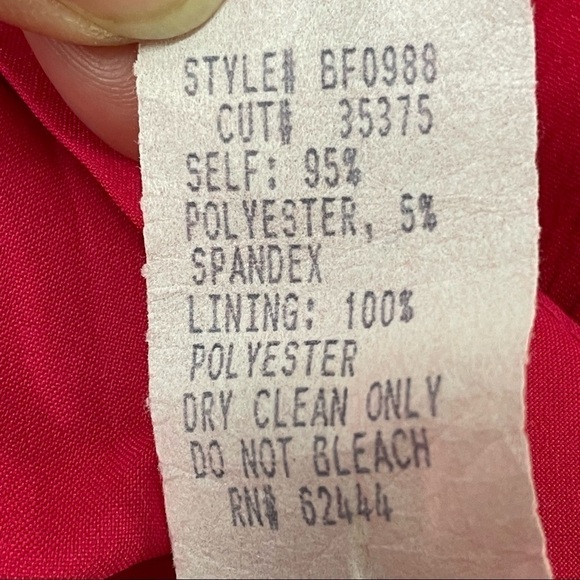 STYLE# BF0988
CUT# 35375
SELF: 95%
POLYESTER, 5%
SPANDEX
LINING: 100%
POLYESTER
DRY CLEAN ONLY
DO NOT BLEACH
RN# 62444